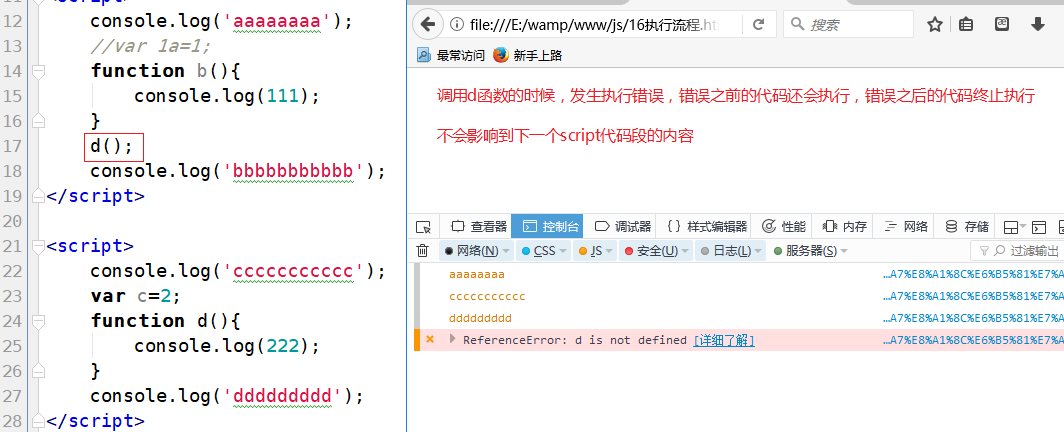 12 console.log('aaaaaaaa');
13 //var 1a=1;
14 function b(){
15 console.log(111);
16 }
17 d();
18 console.log('bbbbbbbbbbb');
19 </script>
20
21 <script>
22 console.log('ccccccccccc');
23 var c=2;
24 function d(){
25 console.log(222);
26 }
27 console.log('ddddddddd');
28 </script>
file:///E:/wamp/www/js/16执行流程.ht
搜索
最常访问 新手上路
调用d函数的时候，发生执行错误，错误之前的代码还会执行，错误之后的代码终止执行
不会影响到下一个script代码段的内容
查看器 控制台 调试器 {} 样式编辑器 性能 内存 网络 存储
网络(N) CSS JS 安全(U) 日志(L) 服务器(S) 过滤输出
aaaaaaaa …A7%E8%A1%8C%E6%B5%81%E7%A
ccccccccccc …A7%E8%A1%8C%E6%B5%81%E7%A
ddddddddd …A7%E8%A1%8C%E6%B5%81%E7%A
ReferenceError: d is not defined [详细了解] …A7%E8%A1%8C%E6%B5%81%E7%A